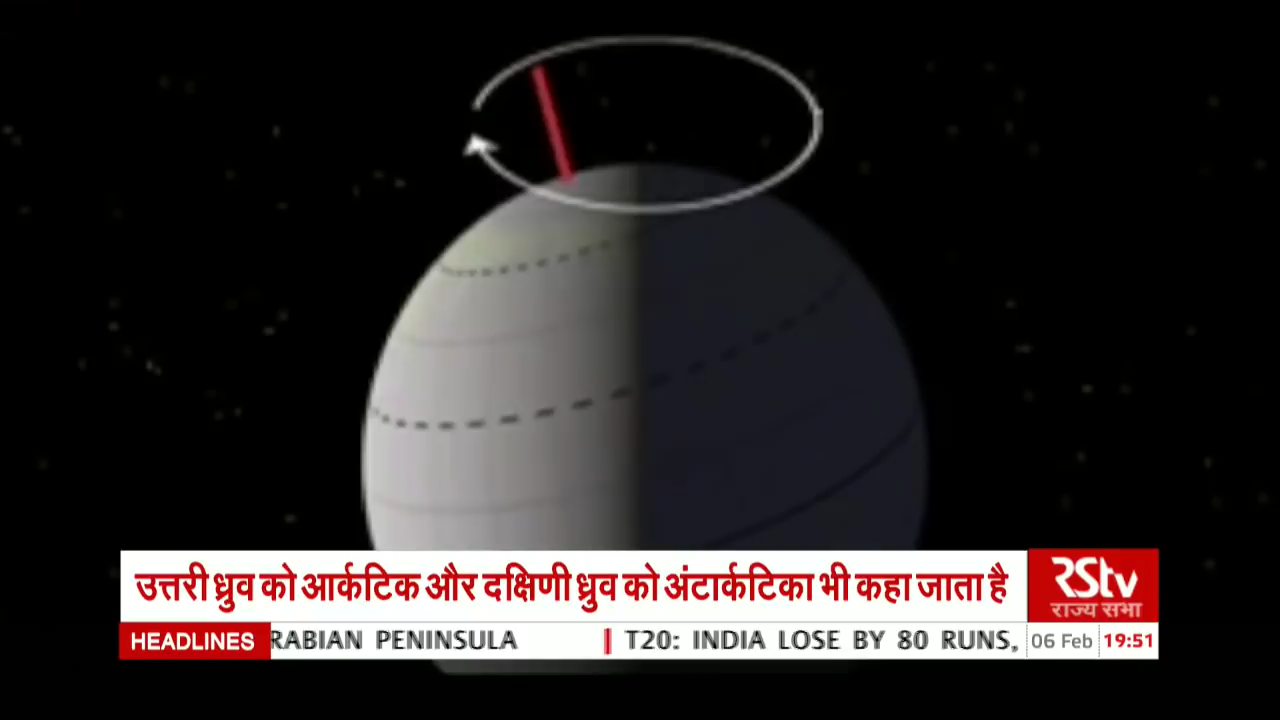 उत्तरी ध्रुव को आर्कटिक और दक्षिणी ध्रुव को अंटार्कटिका भी कहा जाता है
RStv
राज्य सभा
HEADLINES RABIAN PENINSULA | T20: INDIA LOSE BY 80 RUNS, 06 Feb 19:51